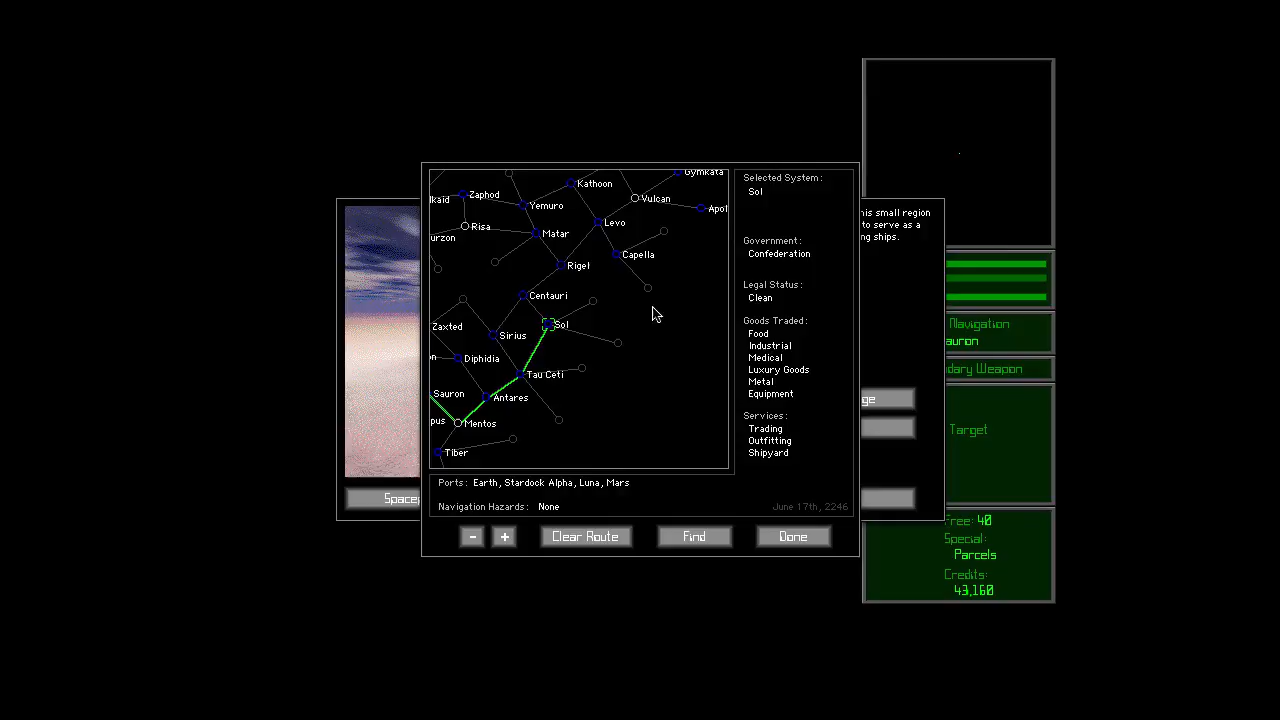 Gymkata
Kathoon
lkaid
Zaphod
Vulcan
Yemuro
Apol
Levo
Risa
Matar
urzon
Capella
Rigel
Centauri
Sol
Zaxted
Sirius
Diphidia
Tau Ceti
Sauron
Antares
pus
Mentos
Tiber
Selected System:
Sol
Government:
Confederation
Legal Status:
Clean
Goods Traded:
Food
Industrial
Medical
Luxury Goods
Metal
Equipment
Services:
Trading
Outfitting
Shipyard
Ports: Earth, Stardock Alpha, Luna, Mars
Navigation Hazards: None
June 17th, 2246
-
+
Clear Route
Find
Done
Spacep
his small region
to serve as a
ng ships.
ge
Navigation
auron
dary Weapon
Target
Free: 40
Special:
Parcels
Credits:
43,160